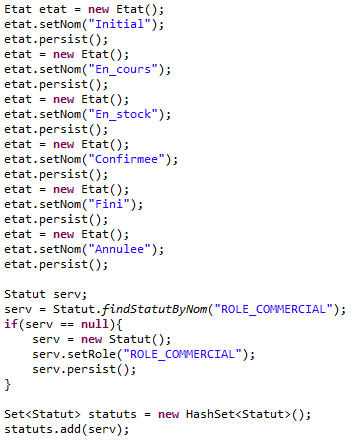 Etat etat = new Etat();
etat.setNom("Initial");
etat.persist();
etat = new Etat();
etat.setNom("En_cours");
etat.persist();
etat = new Etat();
etat.setNom("En_stock");
etat.persist();
etat = new Etat();
etat.setNom("Confirmee");
etat.persist();
etat = new Etat();
etat.setNom("Fini");
etat.persist();
etat = new Etat();
etat.setNom("Annulee");
etat.persist();
Statut serv;
serv = Statut.findStatutByNom("ROLE_COMMERCIAL");
if(serv == null){
    serv = new Statut();
    serv.setRole("ROLE_COMMERCIAL");
    serv.persist();
}
Set<Statut> statuts = new HashSet<Statut>();
statuts.add(serv);